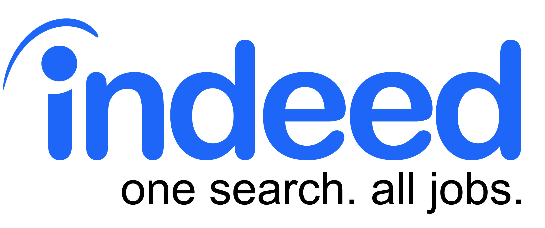 indeed
one search. all jobs.